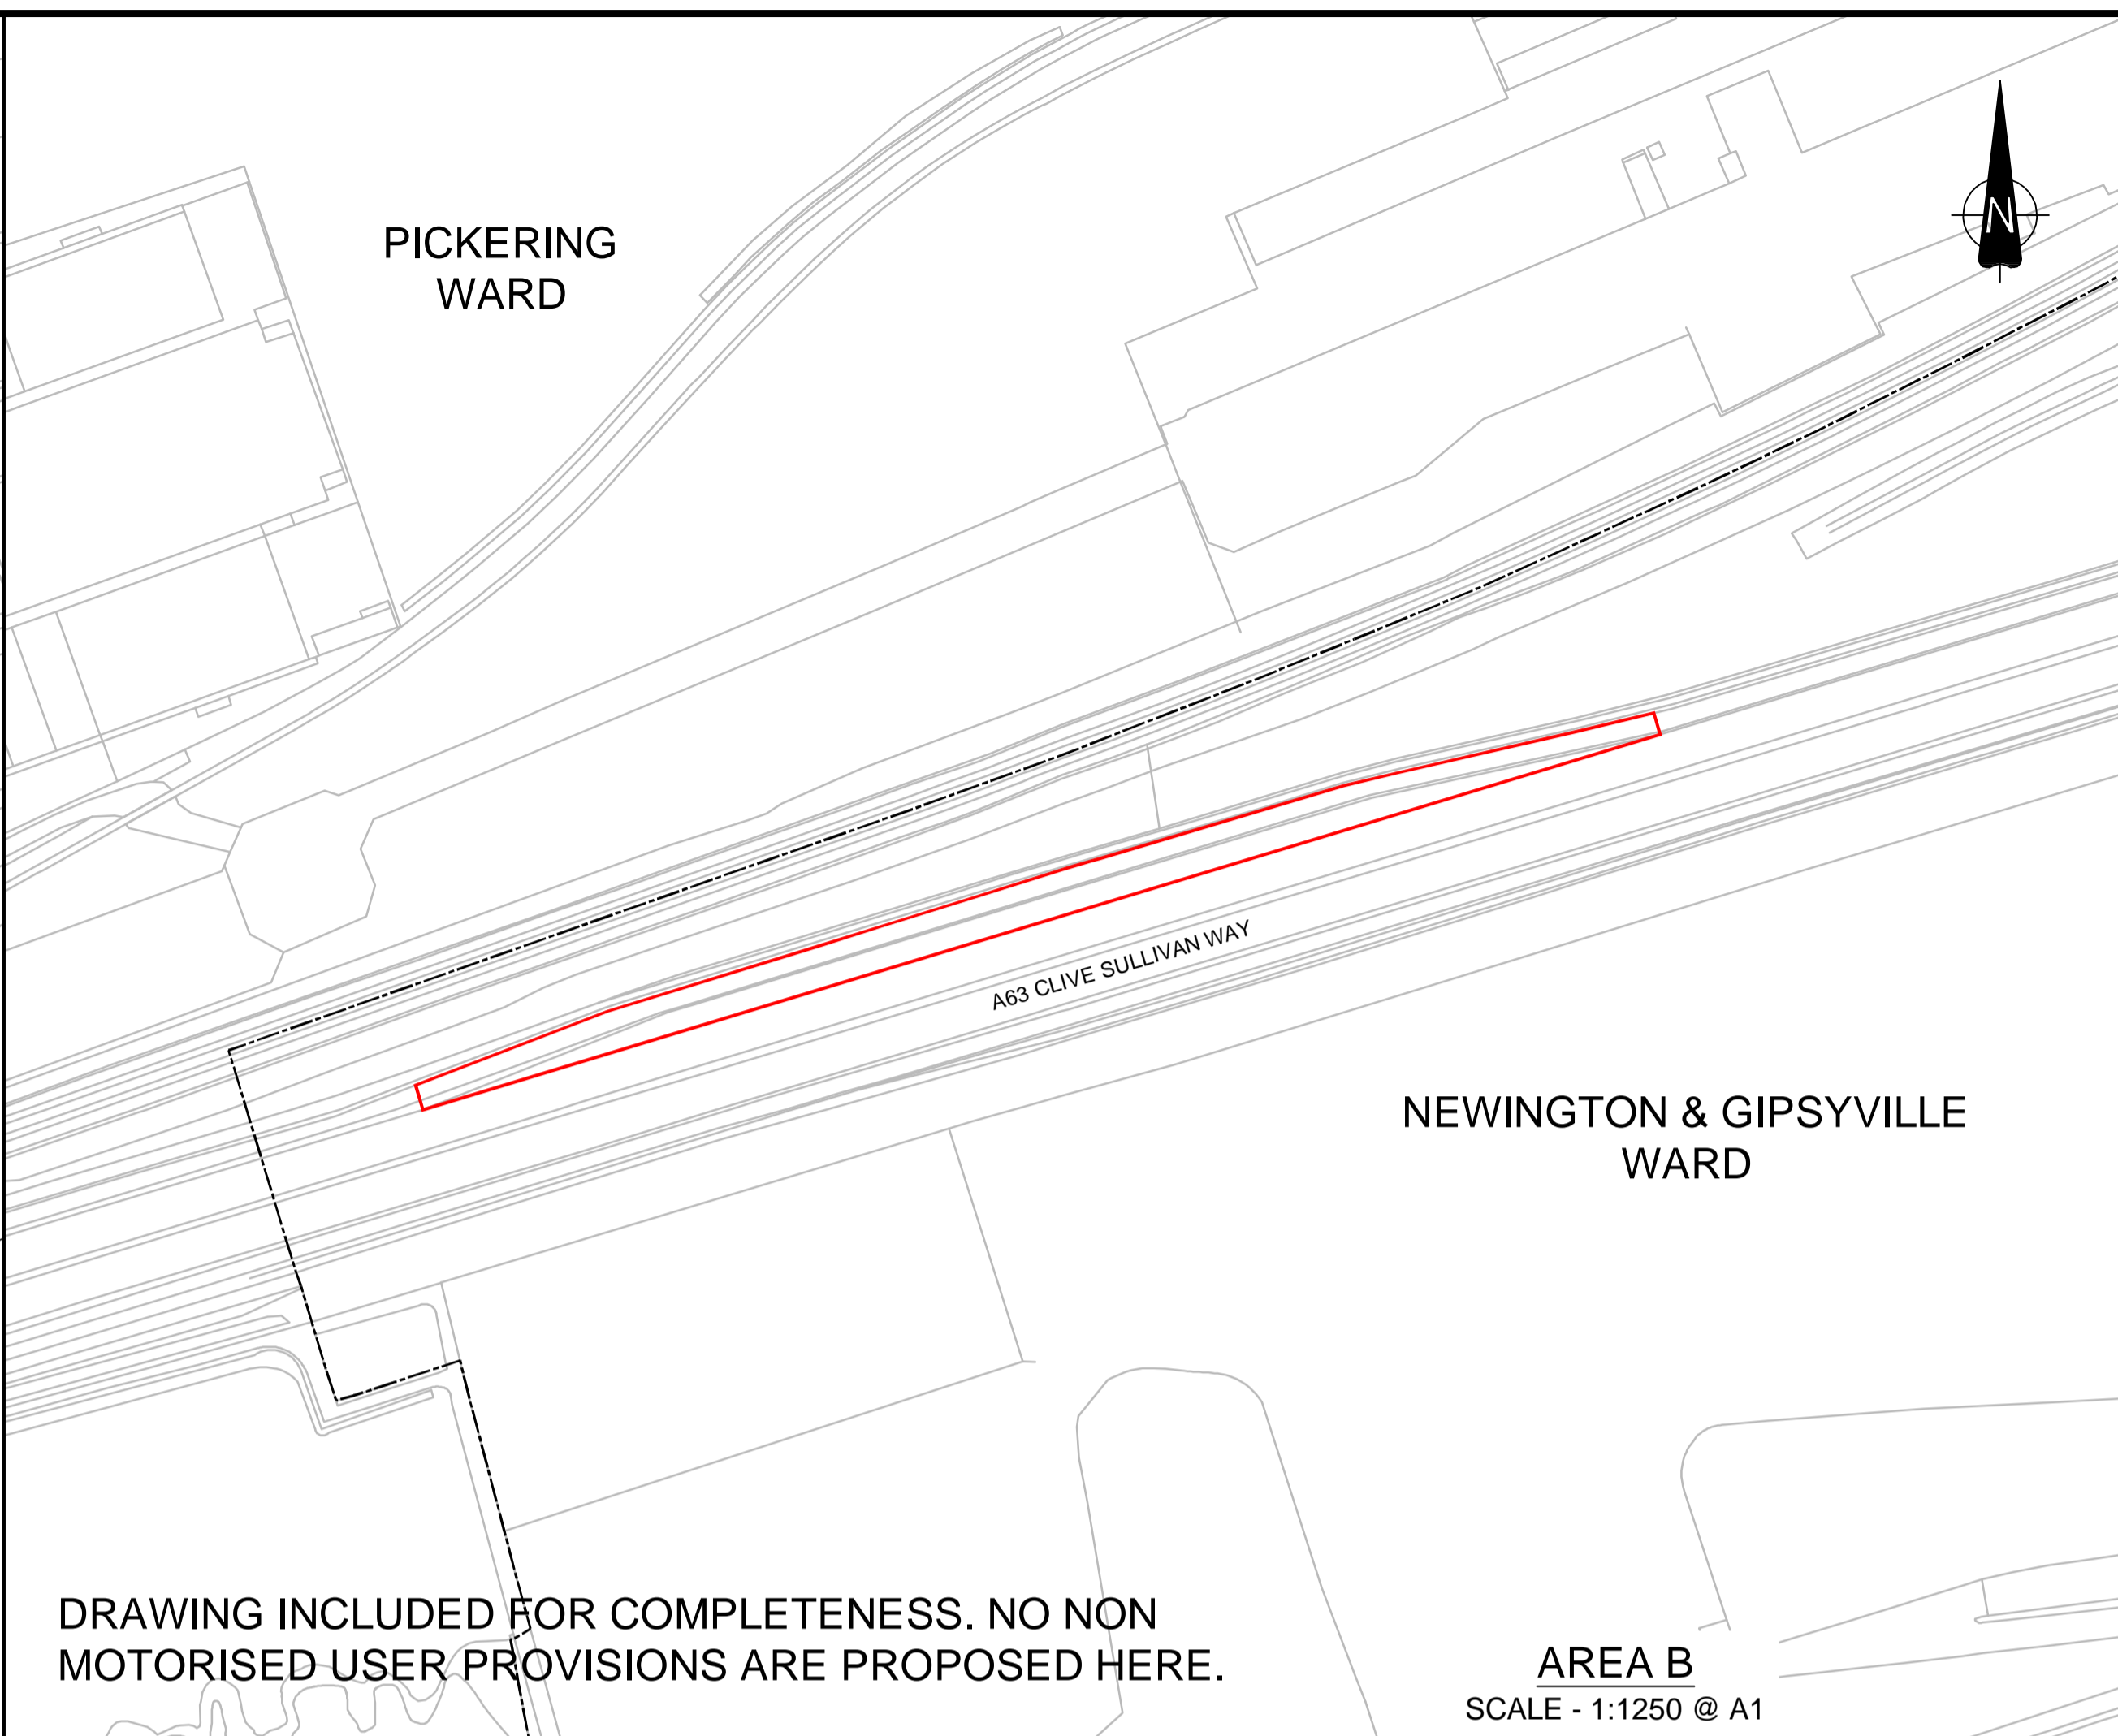 PICKERING
WARD
N
A63 CLIVE SULLIVAN WAY
NEWINGTON & GIPSYVILLE
WARD
DRAWING INCLUDED FOR COMPLETENESS. NO NON
MOTORISED USER PROVISIONS ARE PROPOSED HERE.
AREA B
SCALE - 1:1250 @ A1